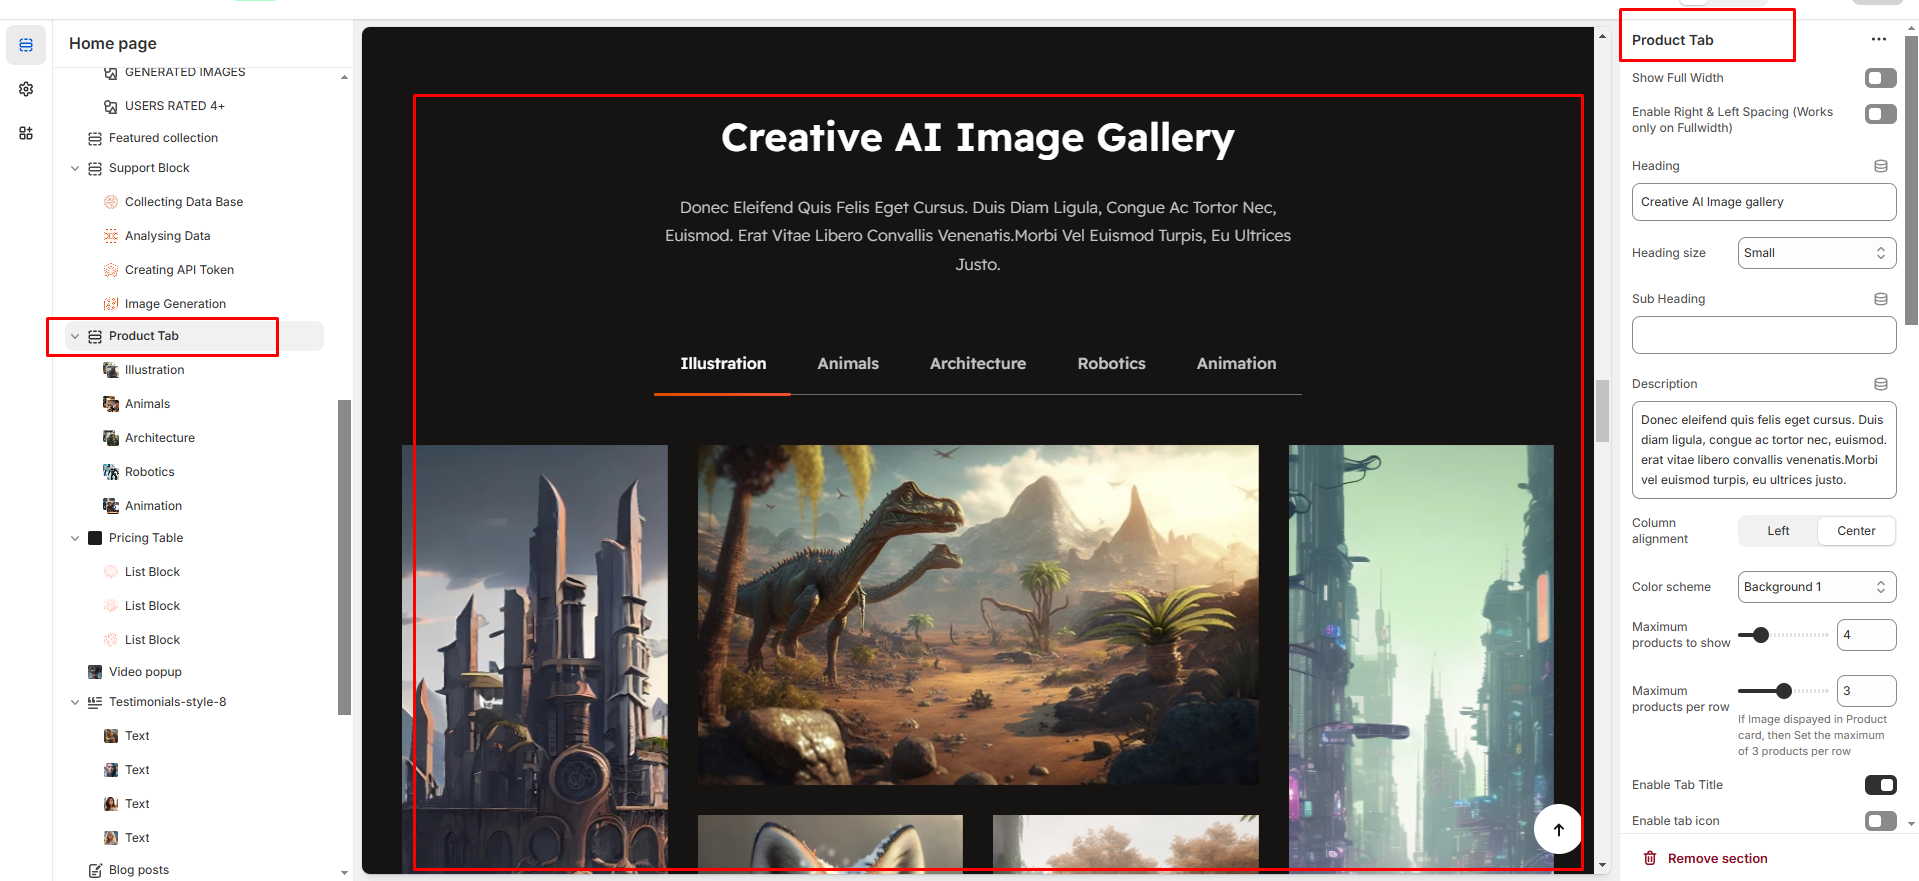 Home page
GENERATED IMAGES
USERS RATED 4+
Featured collection
Support Block
Collecting Data Base
Analysing Data
Creating API Token
Image Generation
Product Tab
Illustration
Animals
Architecture
Robotics
Animation
Pricing Table
List Block
List Block
List Block
Video popup
Testimonials-style-8
Text
Text
Text
Text
Blog posts
Creative AI Image Gallery
Donec Eleifend Quis Felis Eget Cursus. Duis Diam Ligula, Congue Ac Tortor Nec,
Euismod. Erat Vitae Libero Convallis Venenatis.Morbi Vel Euismod Turpis, Eu Ultrices
Justo.
Illustration Animals Architecture Robotics Animation
Product Tab
Show Full Width
Enable Right & Left Spacing (Works
only on Fullwidth)
Heading
Creative AI Image gallery
Heading size Small
Sub Heading
Description
Donec eleifend quis felis eget cursus. Duis
diam ligula, congue ac tortor nec, euismod.
erat vitae libero convallis venenatis.Morbi
vel euismod turpis, eu ultrices justo.
Column
alignment Left Center
Color scheme Background 1
Maximum
products to show 4
Maximum
products per row 3
If Image dispayed in Product
card, then Set the maximum
of 3 products per row
Enable Tab Title
Enable tab icon
Remove section